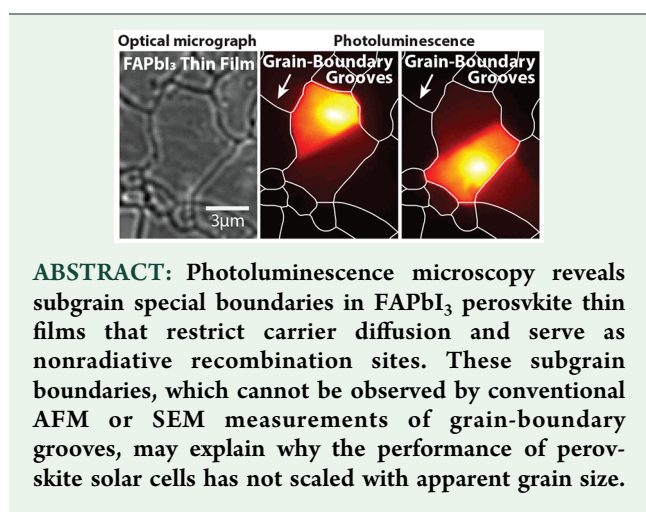 Optical micrograph Photoluminescence
FAPbI₃ Thin Film Grain-Boundary Grooves Grain-Boundary Grooves
3μm
ABSTRACT: Photoluminescence microscopy reveals
subgrain special boundaries in FAPbI₃ perosvkite thin
films that restrict carrier diffusion and serve as
nonradiative recombination sites. These subgrain
boundaries, which cannot be observed by conventional
AFM or SEM measurements of grain-boundary
grooves, may explain why the performance of perov-
skite solar cells has not scaled with apparent grain size.